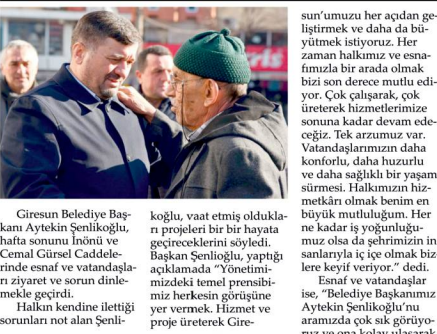 Giresun Belediye Baş-
kanı Aytekin Şenlikoğlu,
hafta sonunu İnönü ve
Cemal Gürsel Caddele-
rinde esnaf ve vatandaşla-
rı ziyaret ve sorun dinle-
mekle geçirdi.
Halkın kendine ilettiği
sorunları not alan Şenli-
koğlu, vaat etmiş oldukla-
rı projeleri bir bir hayata
geçireceklerini söyledi.
Başkan Şenlioğlu, yaptığı
açıklamada “Yönetimi-
mizdeki temel prensibi-
miz herkesin görüşüne
yer vermek. Hizmet ve
proje üreterek Gire-
sun’umuzu her açıdan ge-
liştirmek ve daha da bü-
yütmek istiyoruz. Her
zaman halkımız ve esna-
fımızla bir arada olmak
bizi son derece mutlu edi-
yor. Çok çalışarak, çok
üreterek hizmetlerimize
sonuna kadar devam ede-
ceğiz. Tek arzumuz var.
Vatandaşlarımızın daha
konforlu, daha huzurlu
ve daha sağlıklı bir yaşam
sürmesi. Halkımızın hiz-
metkârı olmak benim en
büyük mutluluğum. Her
ne kadar iş yoğunluğu-
muz olsa da şehrimizin in-
sanlarıyla iç içe olmak biz-
lere keyif veriyor.” dedi.
Esnaf ve vatandaşlar
ise, “Belediye Başkanımız
Aytekin Şenlikoğlu’nu
aramızda çok sık görüyo-
ruz ve ona kolay ulaşarak